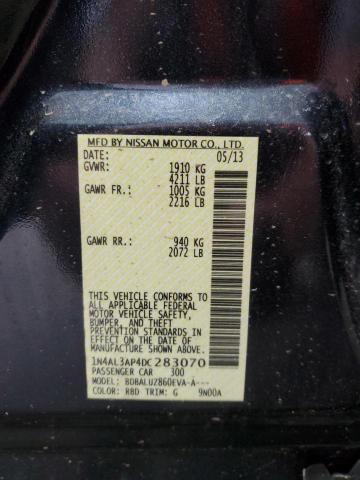 MFD BY NISSAN MOTOR CO., LTD.
DATE: 05/13
GVWR: 1910 KG
4211 LB
GAWR FR: 1005 KG
2216 LB
GAWR RR: 940 KG
2072 LB
THIS VEHICLE CONFORMS TO
ALL APPLICABLE FEDERAL
MOTOR VEHICLE SAFETY,
BUMPER, AND THEFT
PREVENTION STANDARDS IN
EFFECT ON THE DATE OF
MANUFACTURE SHOWN ABOVE.
1N4AL3AP4DC283070
PASSENGER CAR 300
MODEL: BDBALUZ860EVA-A---
COLOR: RBD TRIM: G 9N00A